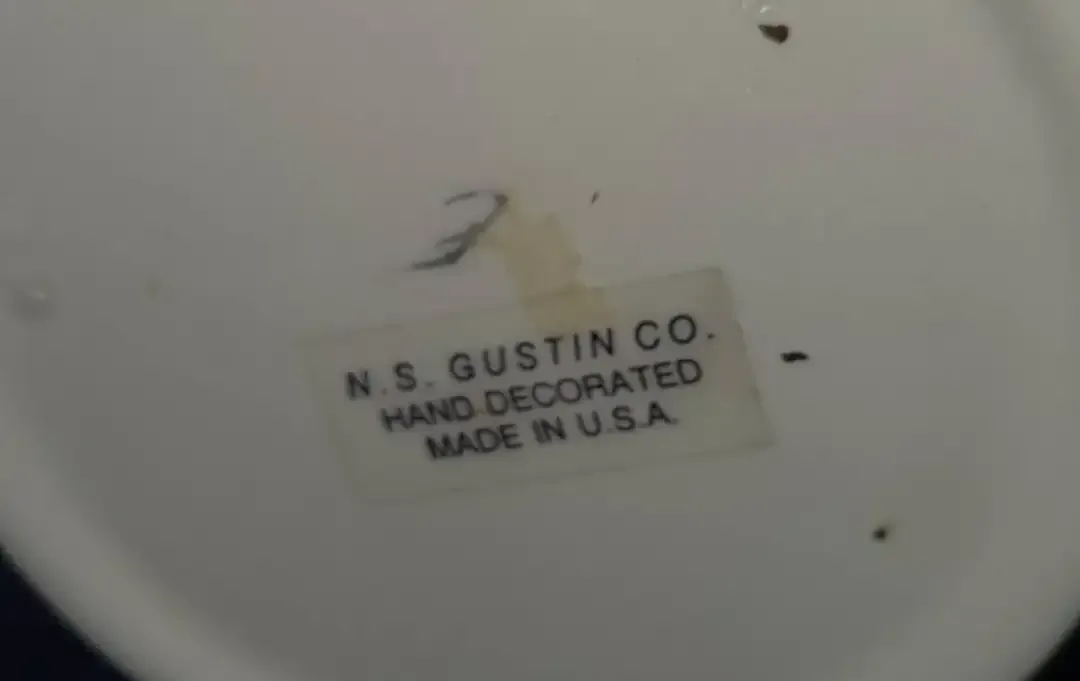 N.S. GUSTIN CO.
HAND DECORATED
MADE IN U.S.A.